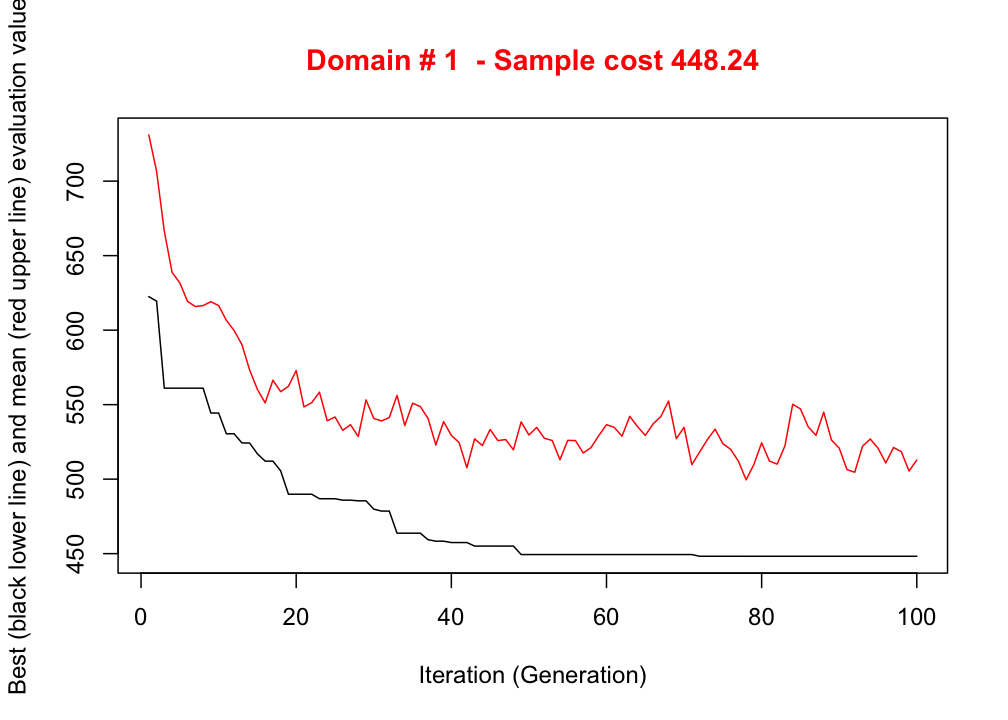 Domain # 1  - Sample cost 448.24
Best (black lower line) and mean (red upper line) evaluation value
700
650
600
550
500
450
0 20 40 60 80 100
Iteration (Generation)